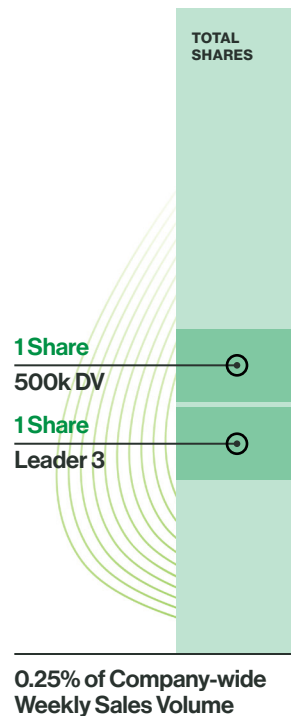 TOTAL
SHARES
1 Share
500k DV
1 Share
Leader 3
0.25% of Company-wide
Weekly Sales Volume